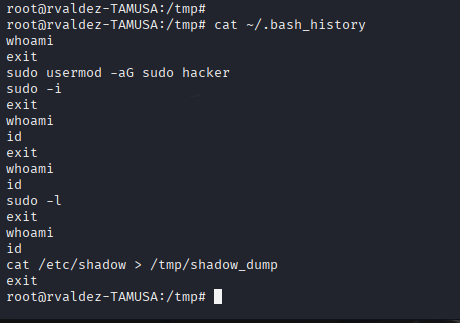 root@rvaldez-TAMUSA:/tmp#
root@rvaldez-TAMUSA:/tmp# cat ~/.bash_history
whoami
exit
sudo usermod -aG sudo hacker
sudo -i
exit
whoami
id
exit
whoami
id
sudo -l
exit
whoami
id
cat /etc/shadow > /tmp/shadow_dump
exit
root@rvaldez-TAMUSA:/tmp#